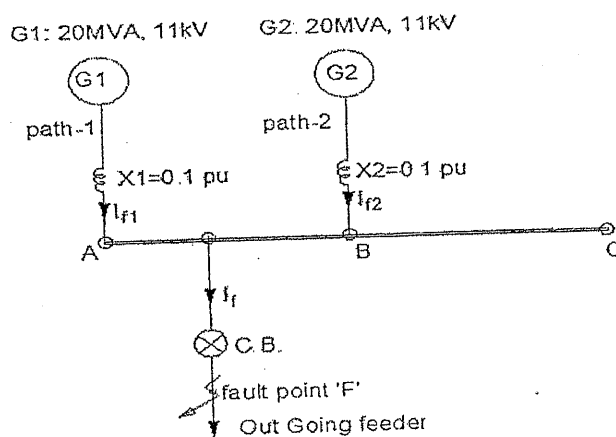 G1: 20MVA, 11kV
G2: 20MVA, 11kV
G1
G2
path-1
path-2
X1=0.1 pu
X2=0 1 pu
If1
If2
A
B
C
If
C.B.
fault point 'F'
Out Going feeder